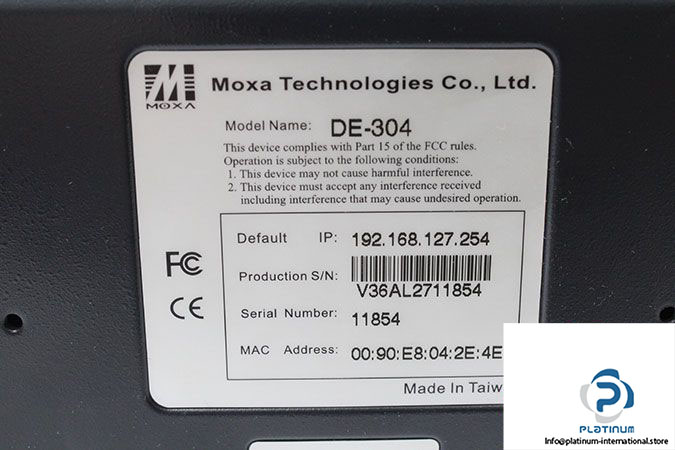 MOXA
Moxa Technologies Co., Ltd.
Model Name: DE-304
This device complies with Part 15 of the FCC rules.
Operation is subject to the following conditions:
1. This device may not cause harmful interference.
2. This device must accept any interference received
including interference that may cause undesired operation.
FC
CE
Default IP: 192.168.127.254
Production S/N:
V36AL2711854
Serial Number: 11854
MAC Address: 00:90:E8:04:2E:4E
Made In Taiw
PLATINUM
Info@platinum-international.store